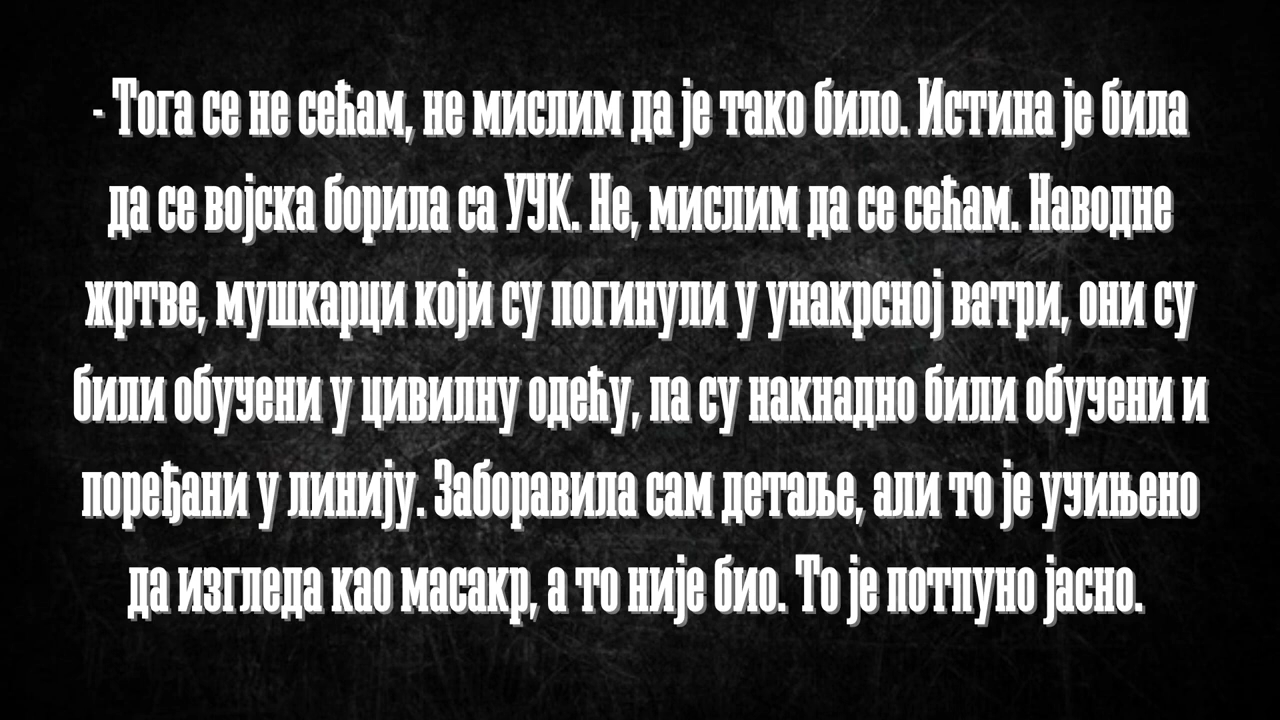 - Тога се не сећам, не мислим да је тако било. Истина је била
да се војска борила са УЧК. Не, мислим да се сећам. Наводне
жртве, мушкарци који су погинули у унакрсној ватри, они су
били обучени у цивилну одећу, па су накнадно били обучени и
поређани у линију. Заборавила сам детаље, али то је учињено
да изгледа као масакр, а то није био. То је потпуно јасно.